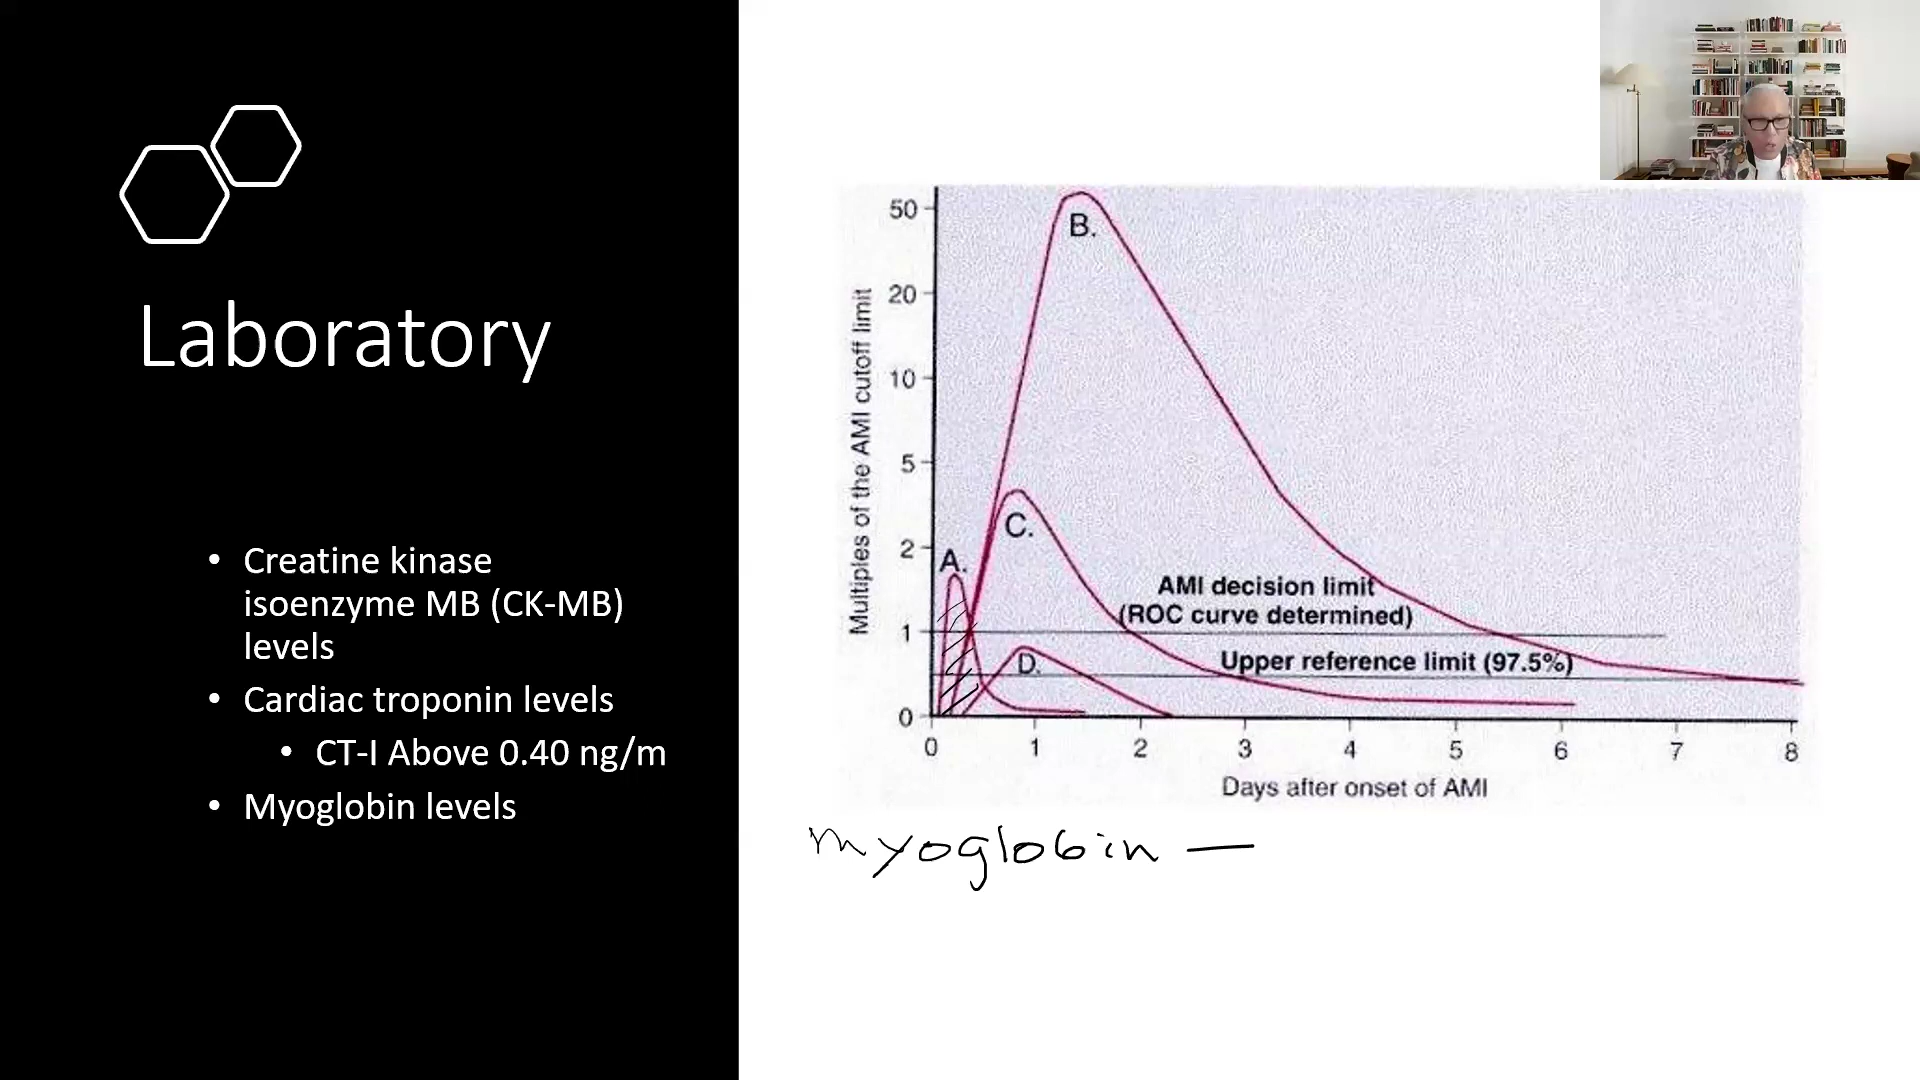 Laboratory
• Creatine kinase
isoenzyme MB (CK-MB)
levels
• Cardiac troponin levels
• CT-I Above 0.40 ng/m
• Myoglobin levels
Multiples of the AMI cutoff limit
50
20
10
5
2
1
0
A.
B.
C.
D.
AMI decision limit
(ROC curve determined)
Upper reference limit (97.5%)
0 1 2 3 4 5 6 7 8
Days after onset of AMI
myoglobin —